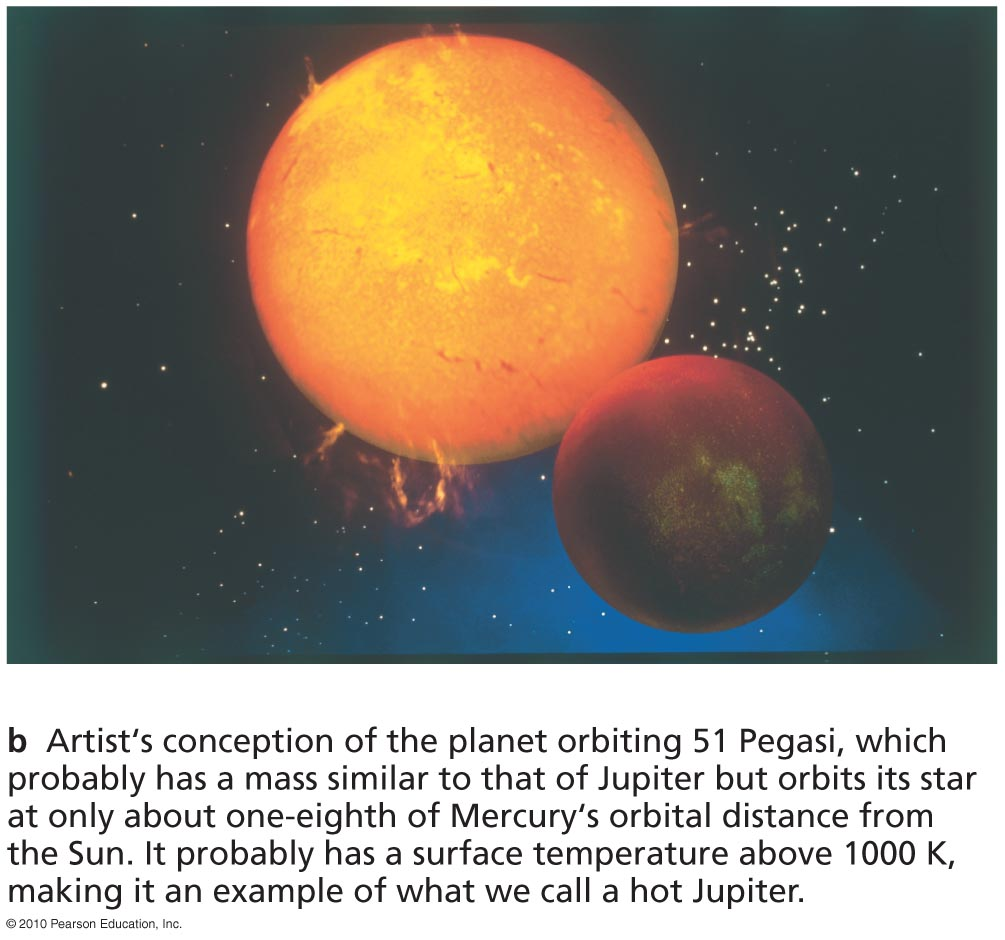 b Artist‘s conception of the planet orbiting 51 Pegasi, which
probably has a mass similar to that of Jupiter but orbits its star
at only about one-eighth of Mercury‘s orbital distance from
the Sun. It probably has a surface temperature above 1000 K,
making it an example of what we call a hot Jupiter.
© 2010 Pearson Education, Inc.